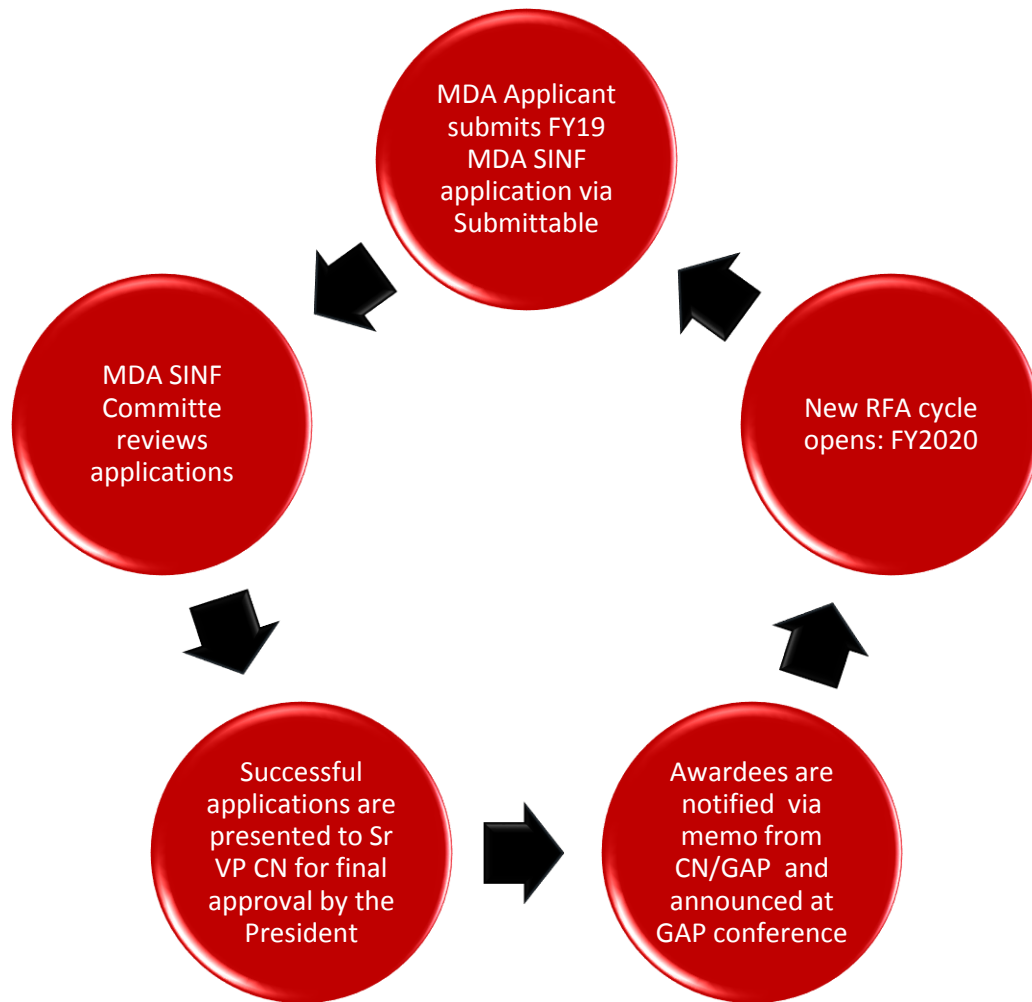 MDA Applicant
submits FY19
MDA SINF
application via
Submittable
MDA SINF
Committe
reviews
applications
Successful
applications are
presented to Sr
VP CN for final
approval by the
President
Awardees are
notified via
memo from
CN/GAP and
announced at
GAP conference
New RFA cycle
opens: FY2020